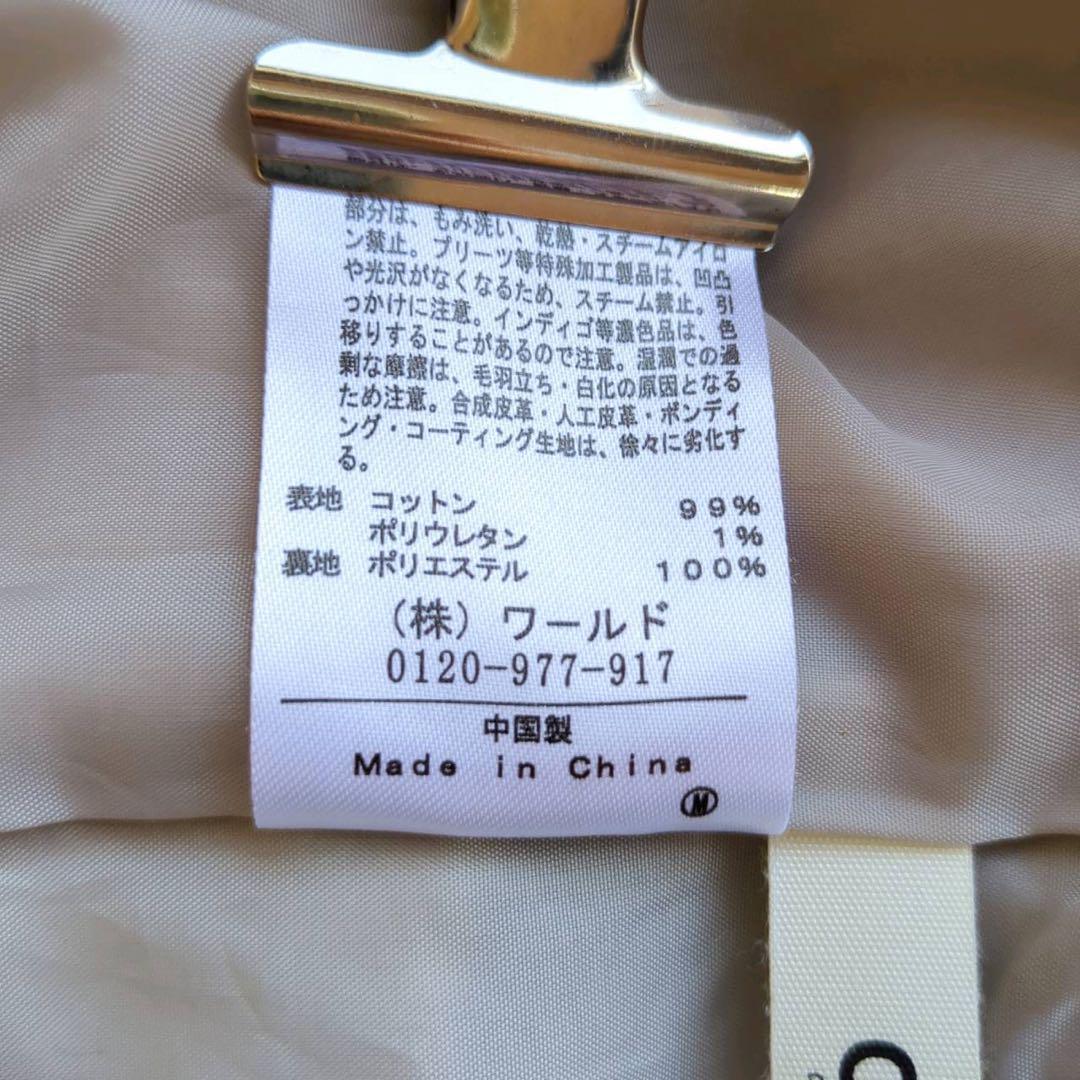 部分は、もみ洗い、乾熱・スチームアイロ
ン禁止。プリーツ等特殊加工製品は、凹凸
や光沢がなくなるため、スチーム禁止。引
っかけに注意。インディゴ等濃色品は、色
移りすることがあるので注意。湿潤での過
剰な摩擦は、毛羽立ち・白化の原因となる
ため注意。合成皮革・人工皮革・ボンディ
ング・コーティング生地は、徐々に劣化す
る。
表地 コットン 99%
ポリウレタン 1%
裏地 ポリエステル 100%
(株)ワールド
0120-977-917
中国製
Made in China
Ⓜ